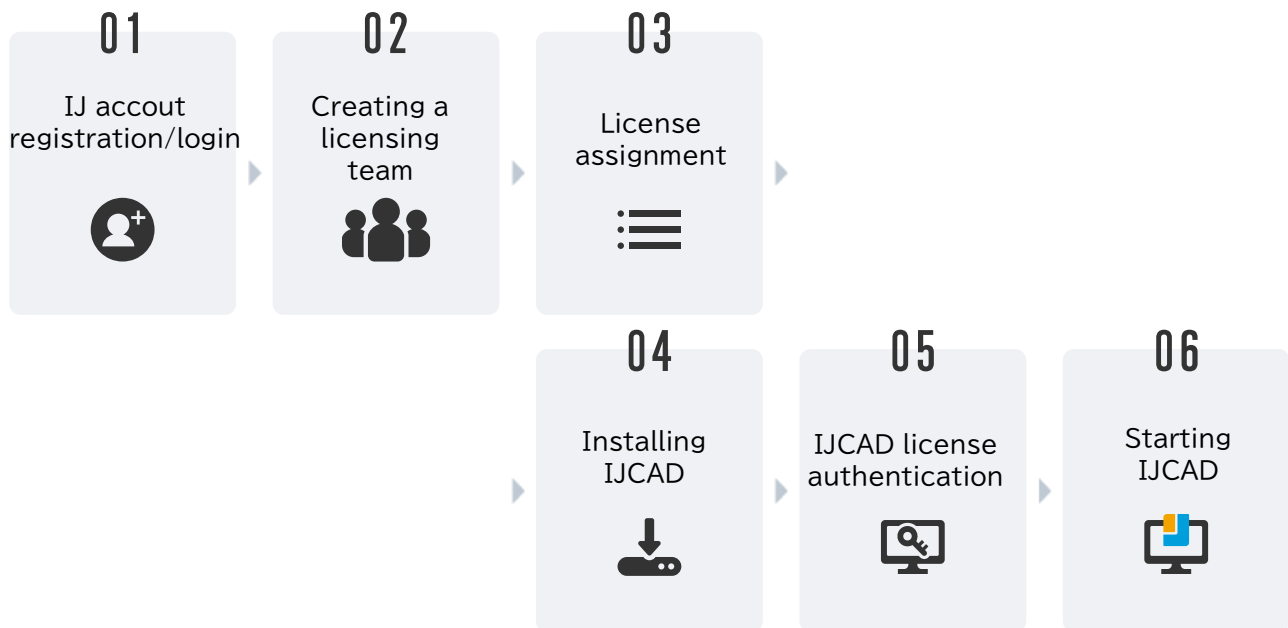 01
IJ accout
registration/login
02
Creating a
licensing
team
03
License
assignment
04
Installing
IJCAD
05
IJCAD license
authentication
06
Starting
IJCAD